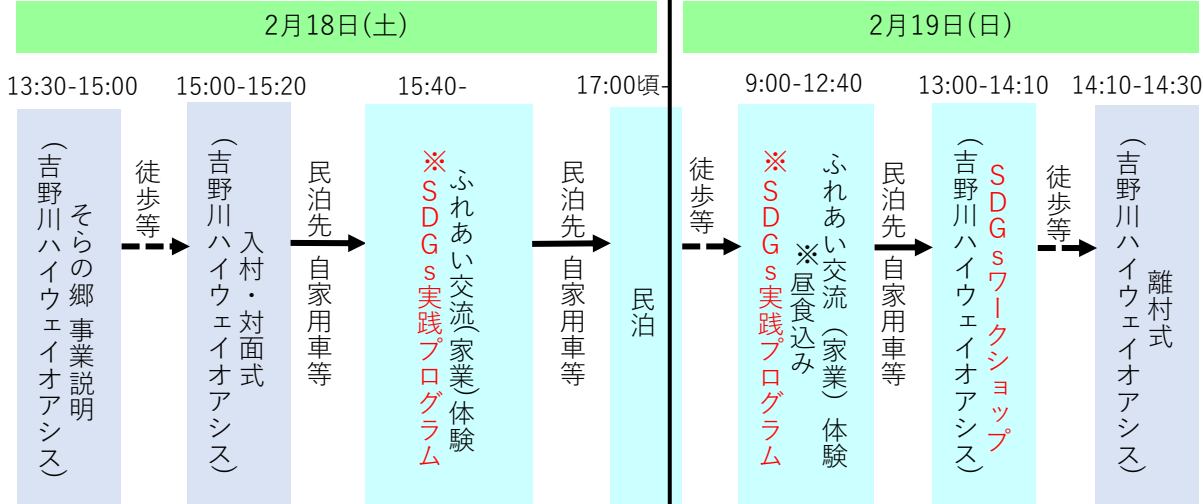 2月18日(土)
2月19日(日)
13:30-15:00
そらの郷 事業説明
(吉野川ハイウェイオアシス)
徒歩等
15:00-15:20
入村・対面式
(吉野川ハイウェイオアシス)
民泊先 自家用車等
15:40-
ふれあい交流(家業)体験
※SDGs実践プログラム
民泊先 自家用車等
17:00頃-
民泊
徒歩等
9:00-12:40
ふれあい交流(家業)体験
※昼食込み
※SDGs実践プログラム
民泊先 自家用車等
13:00-14:10
SDGsワークショップ
(吉野川ハイウェイオアシス)
徒歩等
14:10-14:30
離村式
(吉野川ハイウェイオアシス)